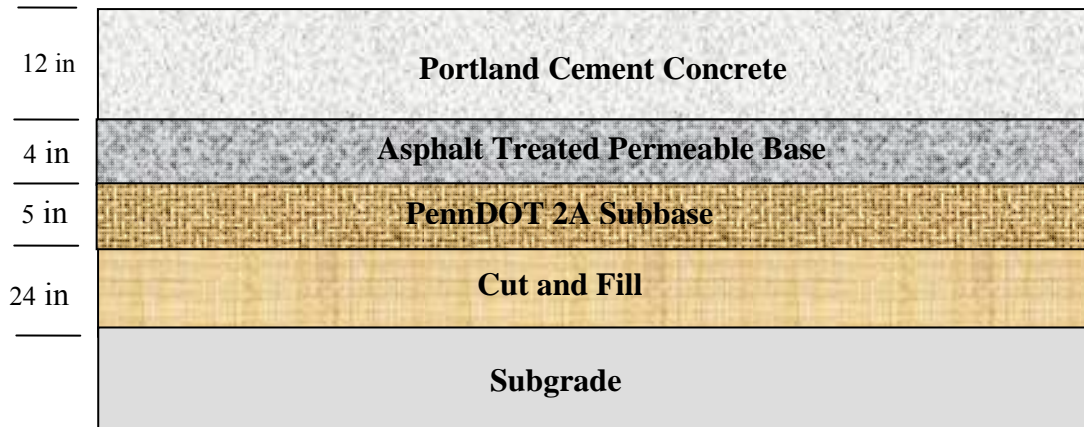 12 in
Portland Cement Concrete
4 in
Asphalt Treated Permeable Base
5 in
PennDOT 2A Subbase
24 in
Cut and Fill
Subgrade